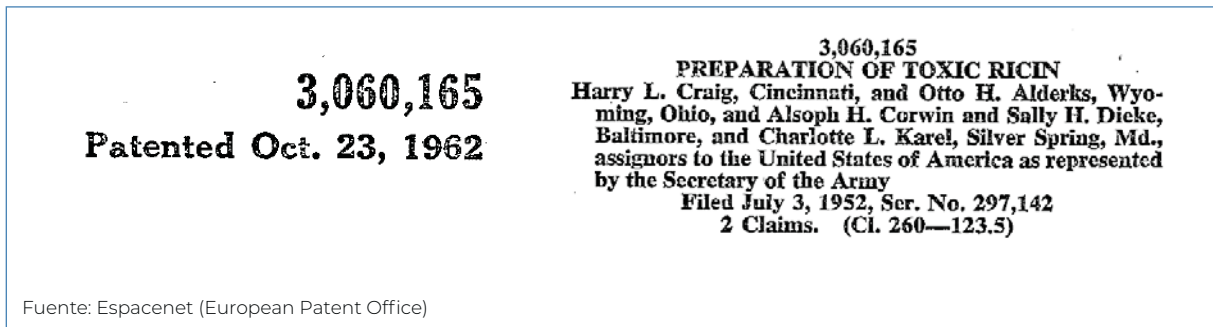 3,060,165
Patented Oct. 23, 1962
3,060,165
PREPARATION OF TOXIC RICIN
Harry L. Craig, Cincinnati, and Otto H. Alderks, Wyo-
ming, Ohio, and Alsoph H. Corwin and Sally H. Dieke,
Baltimore, and Charlotte L. Karel, Silver Spring, Md.,
assignors to the United States of America as represented
by the Secretary of the Army
Filed July 3, 1952, Ser. No. 297,142
2 Claims. (Cl. 260—123.5)
Fuente: Espacenet (European Patent Office)